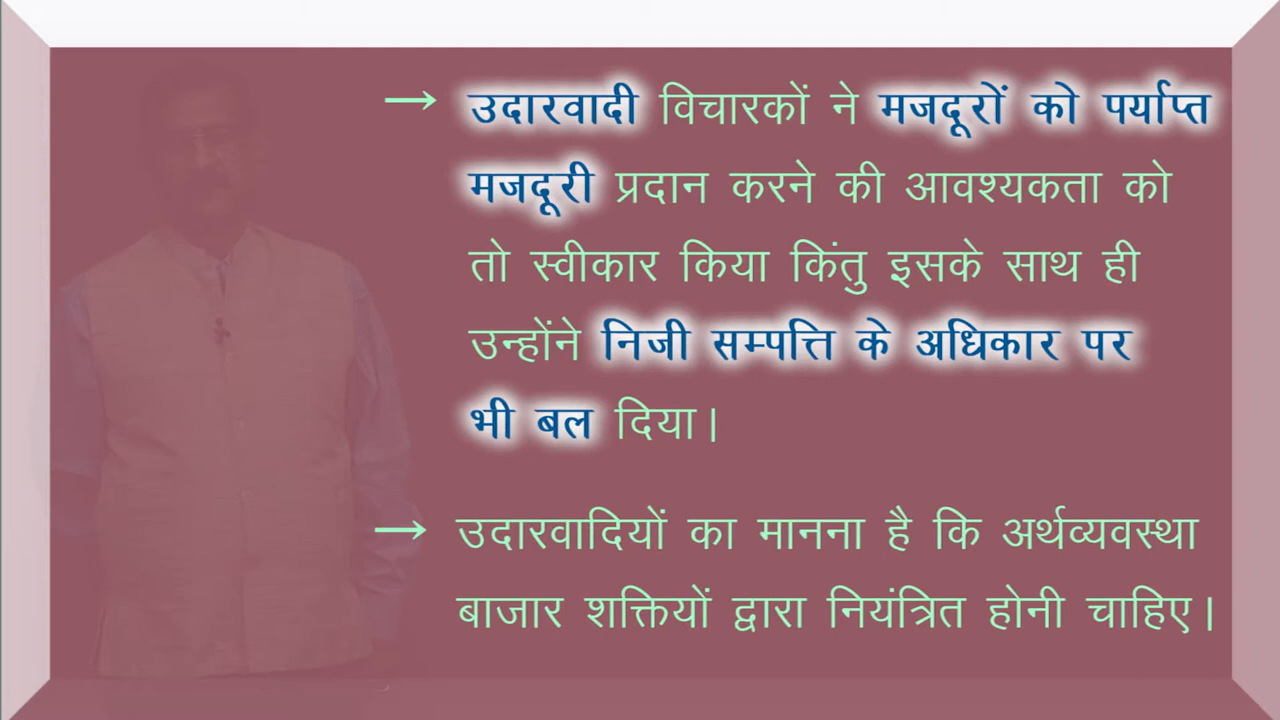 → उदारवादी विचारकों ने मजदूरों को पर्याप्त
मजदूरी प्रदान करने की आवश्यकता को
तो स्वीकार किया किंतु इसके साथ ही
उन्होंने निजी सम्पत्ति के अधिकार पर
भी बल दिया।
→ उदारवादियों का मानना है कि अर्थव्यवस्था
बाजार शक्तियों द्वारा नियंत्रित होनी चाहिए।